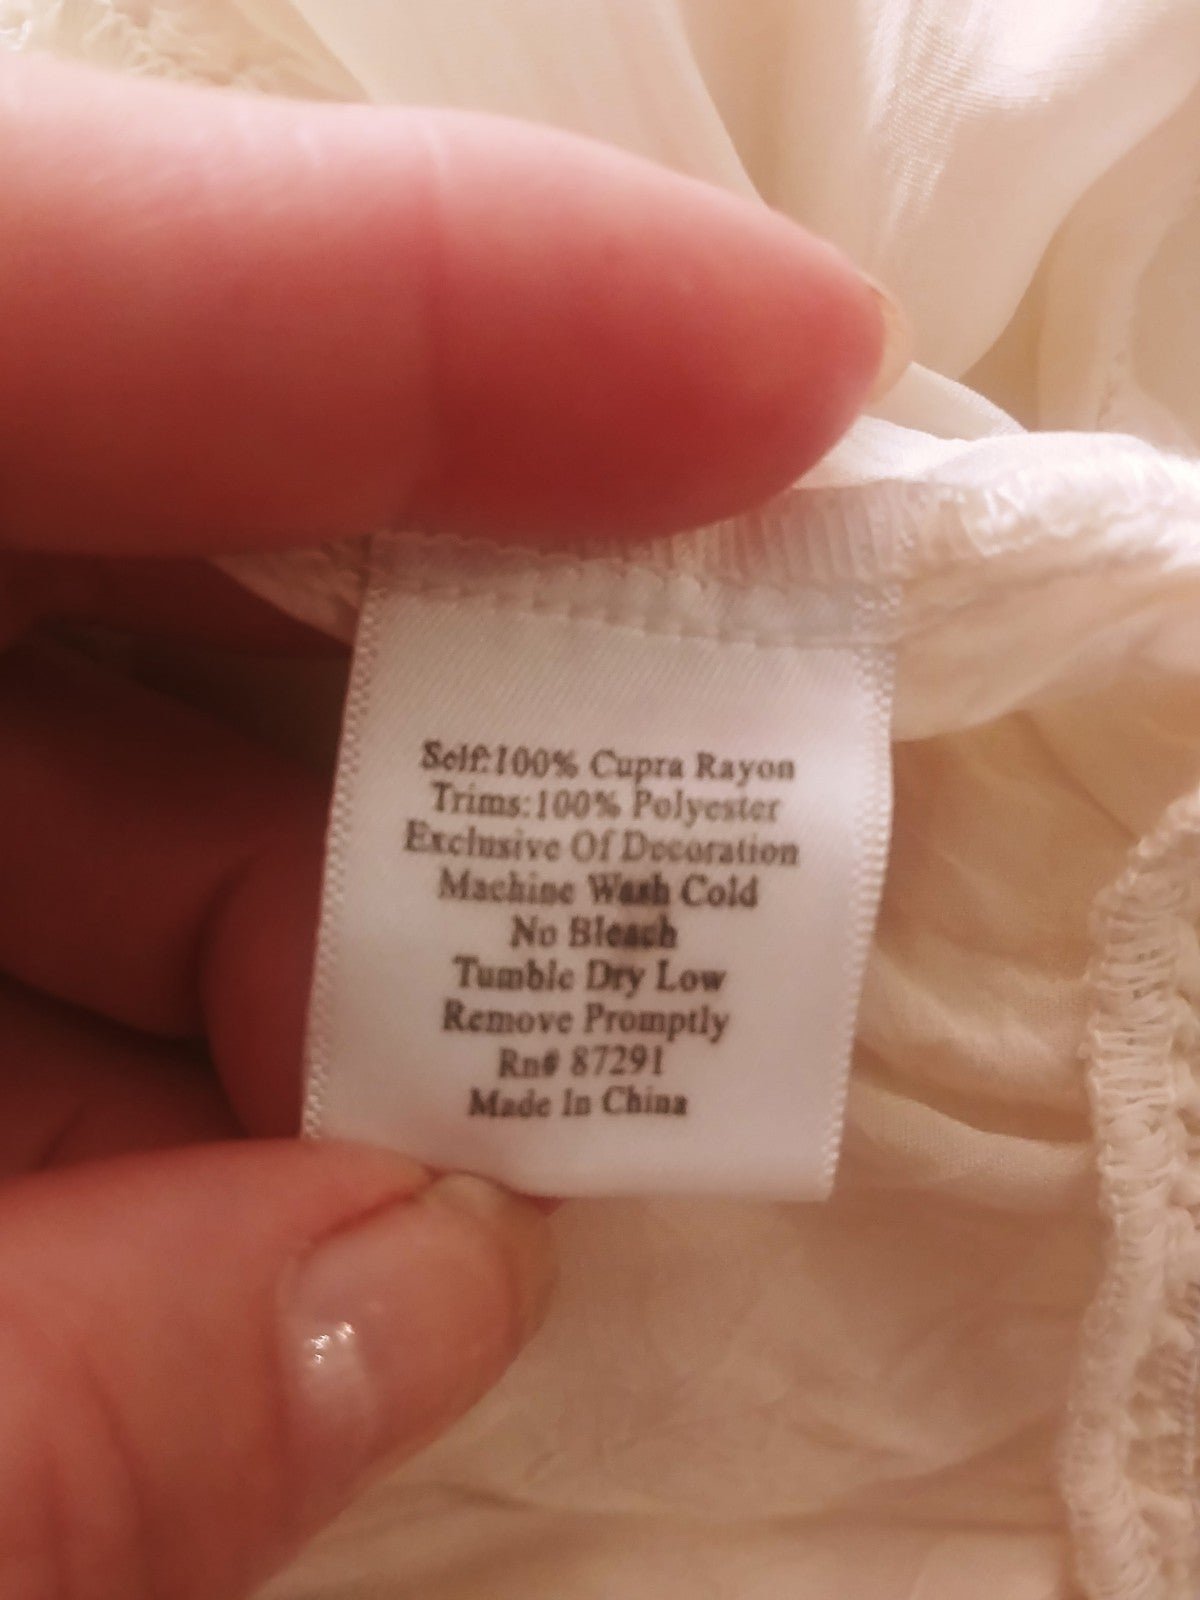 Self:100% Cupra Rayon
Trims:100% Polyester
Exclusive Of Decoration
Machine Wash Cold
No Bleach
Tumble Dry Low
Remove Promptly
Rn# 87291
Made In China